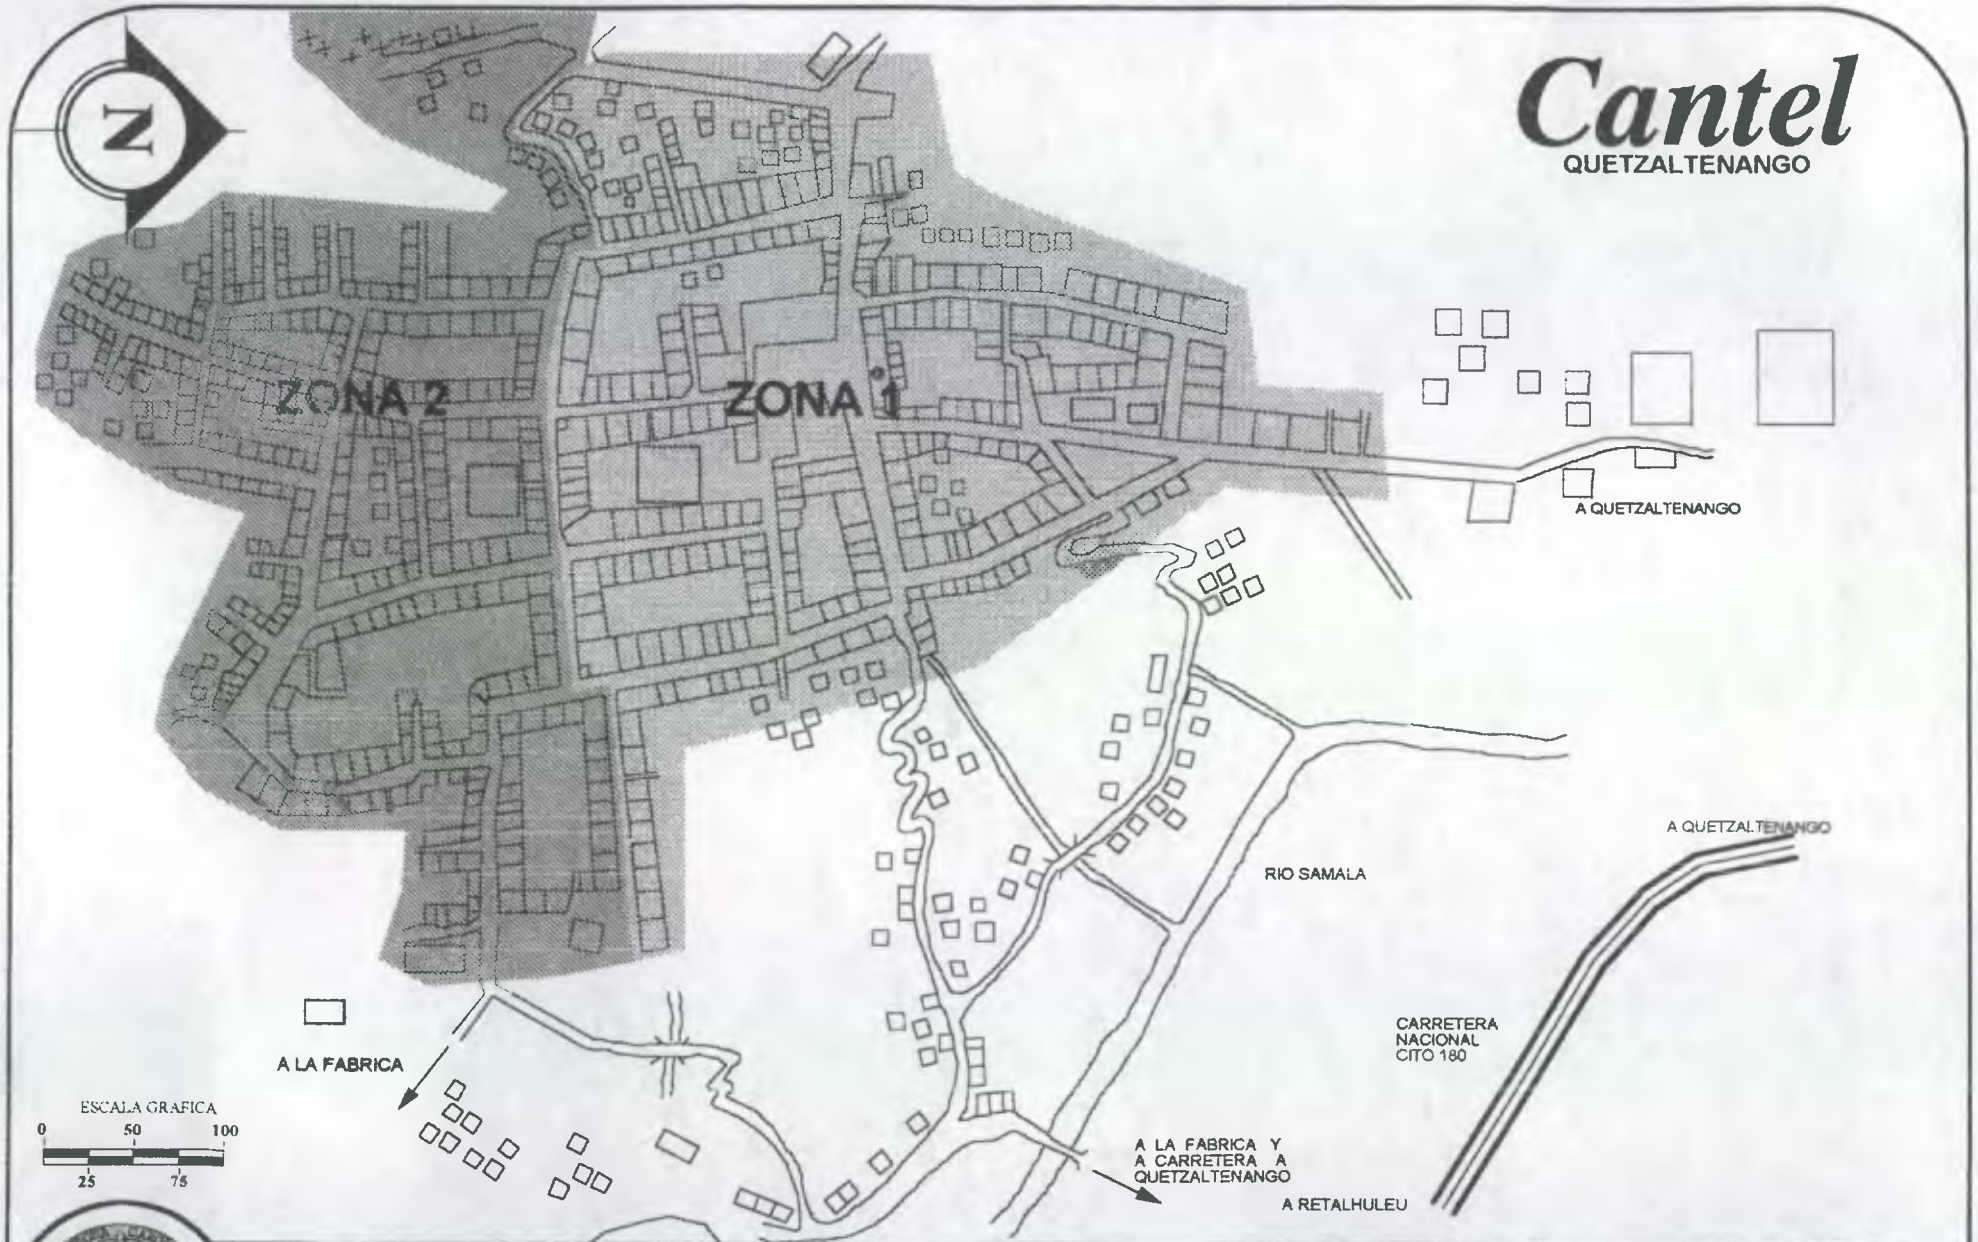 N
Cantel
QUETZALTENANGO
ZONA 2
ZONA 1
A QUETZALTENANGO
A QUETZALTENANGO
RIO SAMALA
CARRETERA
NACIONAL
CITO 180
A LA FABRICA
ESCALA GRAFICA
0 50 100
25 75
A LA FABRICA Y
A CARRETERA A
QUETZALTENANGO
A RETALHULEU